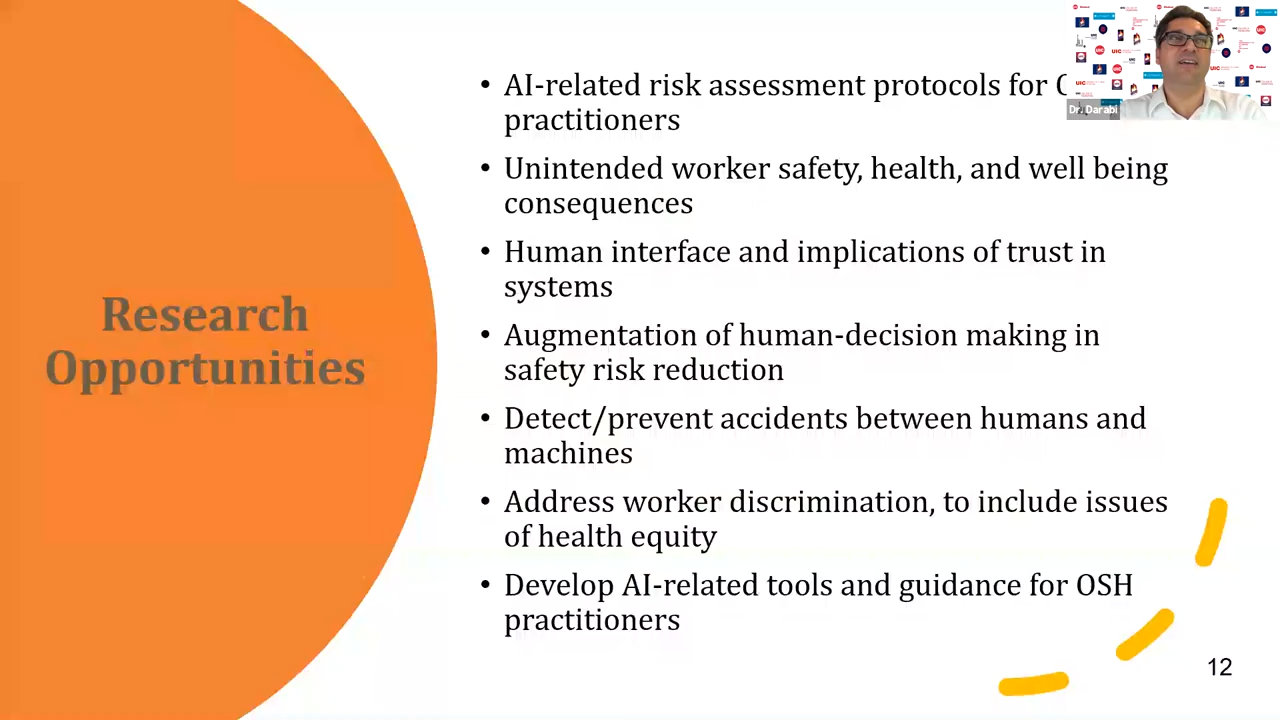 Research
Opportunities
• AI-related risk assessment protocols for
practitioners
• Unintended worker safety, health, and well being
consequences
• Human interface and implications of trust in
systems
• Augmentation of human-decision making in
safety risk reduction
• Detect/prevent accidents between humans and
machines
• Address worker discrimination, to include issues
of health equity
• Develop AI-related tools and guidance for OSH
practitioners
12
UIC
UIC
Dr. Darabi